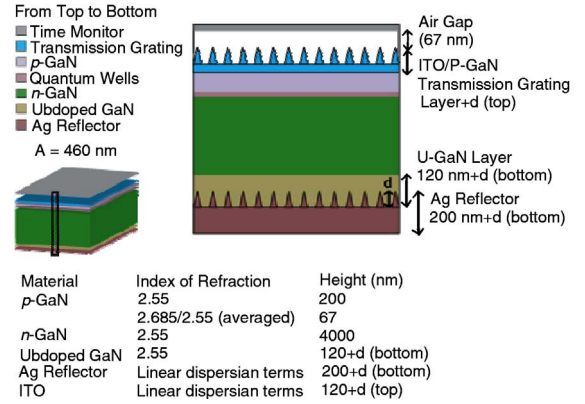 From Top to Bottom
Time Monitor
Transmission Grating
p-GaN
Quantum Wells
n-GaN
Ubdoped GaN
Ag Reflector
A = 460 nm
Air Gap
(67 nm)
ITO/P-GaN
Transmission Grating
Layer+d (top)
U-GaN Layer
120 nm+d (bottom)
d
Ag Reflector
200 nm+d (bottom)
Material Index of Refraction Height (nm)
p-GaN 2.55 200
2.685/2.55 (averaged) 67
n-GaN 2.55 4000
Ubdoped GaN 2.55 120+d (bottom)
Ag Reflector Linear dispersian terms 200+d (bottom)
ITO Linear dispersian terms 120+d (top)